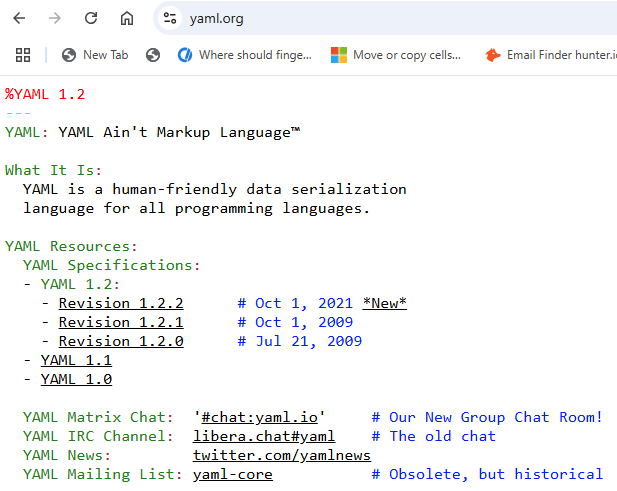 yaml.org
New Tab
Where should finge...
Move or copy cells...
Email Finder hunter.i
%YAML 1.2
---
YAML: YAML Ain't Markup Language™
What It Is:
YAML is a human-friendly data serialization
language for all programming languages.
YAML Resources:
YAML Specifications:
- YAML 1.2:
- Revision 1.2.2 # Oct 1, 2021 *New*
- Revision 1.2.1 # Oct 1, 2009
- Revision 1.2.0 # Jul 21, 2009
- YAML 1.1
- YAML 1.0
YAML Matrix Chat: '#chat:yaml.io' # Our New Group Chat Room!
YAML IRC Channel: libera.chat#yaml # The old chat
YAML News: twitter.com/yamlnews
YAML Mailing List: yaml-core # Obsolete, but historical